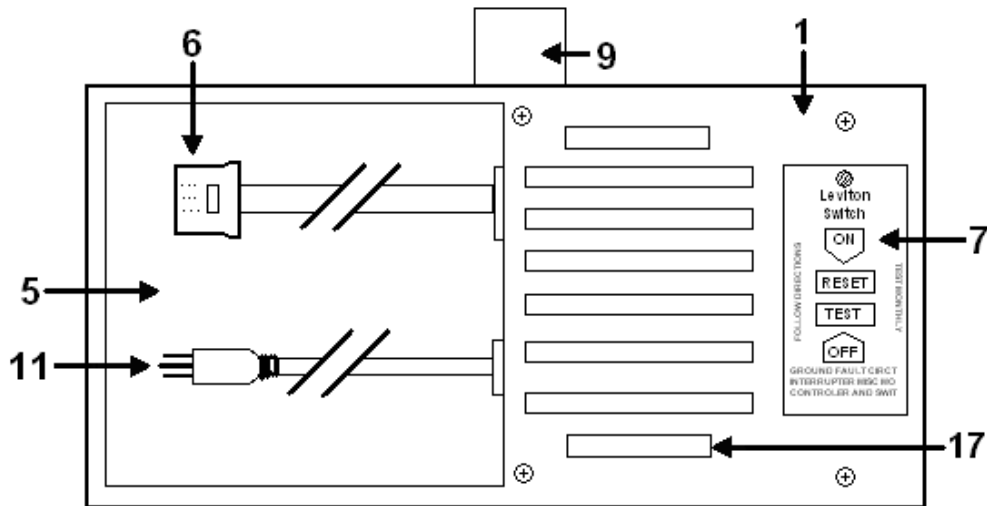 6
9
1
Leviton
Switch
ON
7
RESET
TEST
OFF
FOLLOW DIRECTIONS
TEST MONTHLY
GROUND FAULT CIRCT
INTERRUPTER MISC MO
CONTROLER AND SWIT
5
11
17